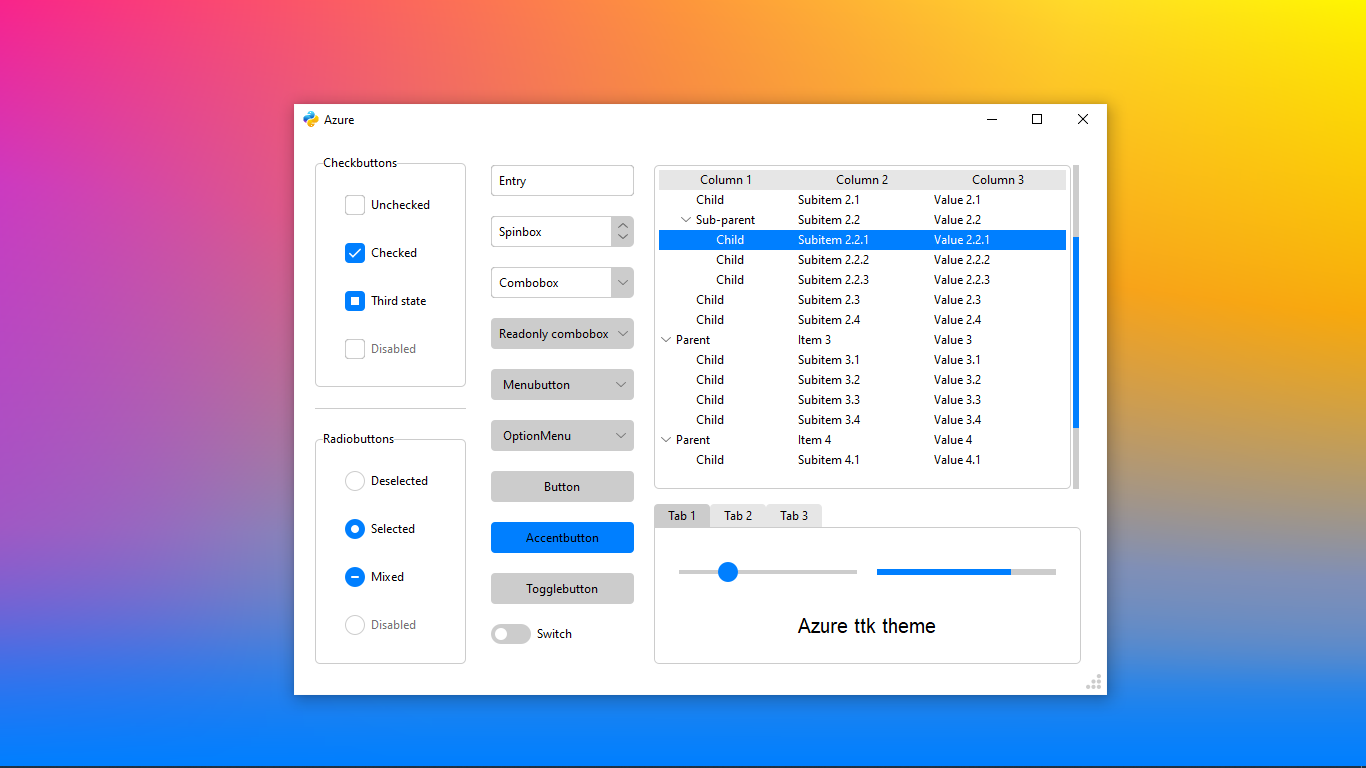 Azure
Checkbuttons
Unchecked
Checked
Third state
Disabled
Radiobuttons
Deselected
Selected
Mixed
Disabled
Entry
Spinbox
Combobox
Readonly combobox
Menubutton
OptionMenu
Button
Accentbutton
Togglebutton
Switch
Column 1 Column 2 Column 3
Child Subitem 2.1 Value 2.1
Sub-parent Subitem 2.2 Value 2.2
Child Subitem 2.2.1 Value 2.2.1
Child Subitem 2.2.2 Value 2.2.2
Child Subitem 2.2.3 Value 2.2.3
Child Subitem 2.3 Value 2.3
Child Subitem 2.4 Value 2.4
Parent Item 3 Value 3
Child Subitem 3.1 Value 3.1
Child Subitem 3.2 Value 3.2
Child Subitem 3.3 Value 3.3
Child Subitem 3.4 Value 3.4
Parent Item 4 Value 4
Child Subitem 4.1 Value 4.1
Tab 1 Tab 2 Tab 3
Azure ttk theme